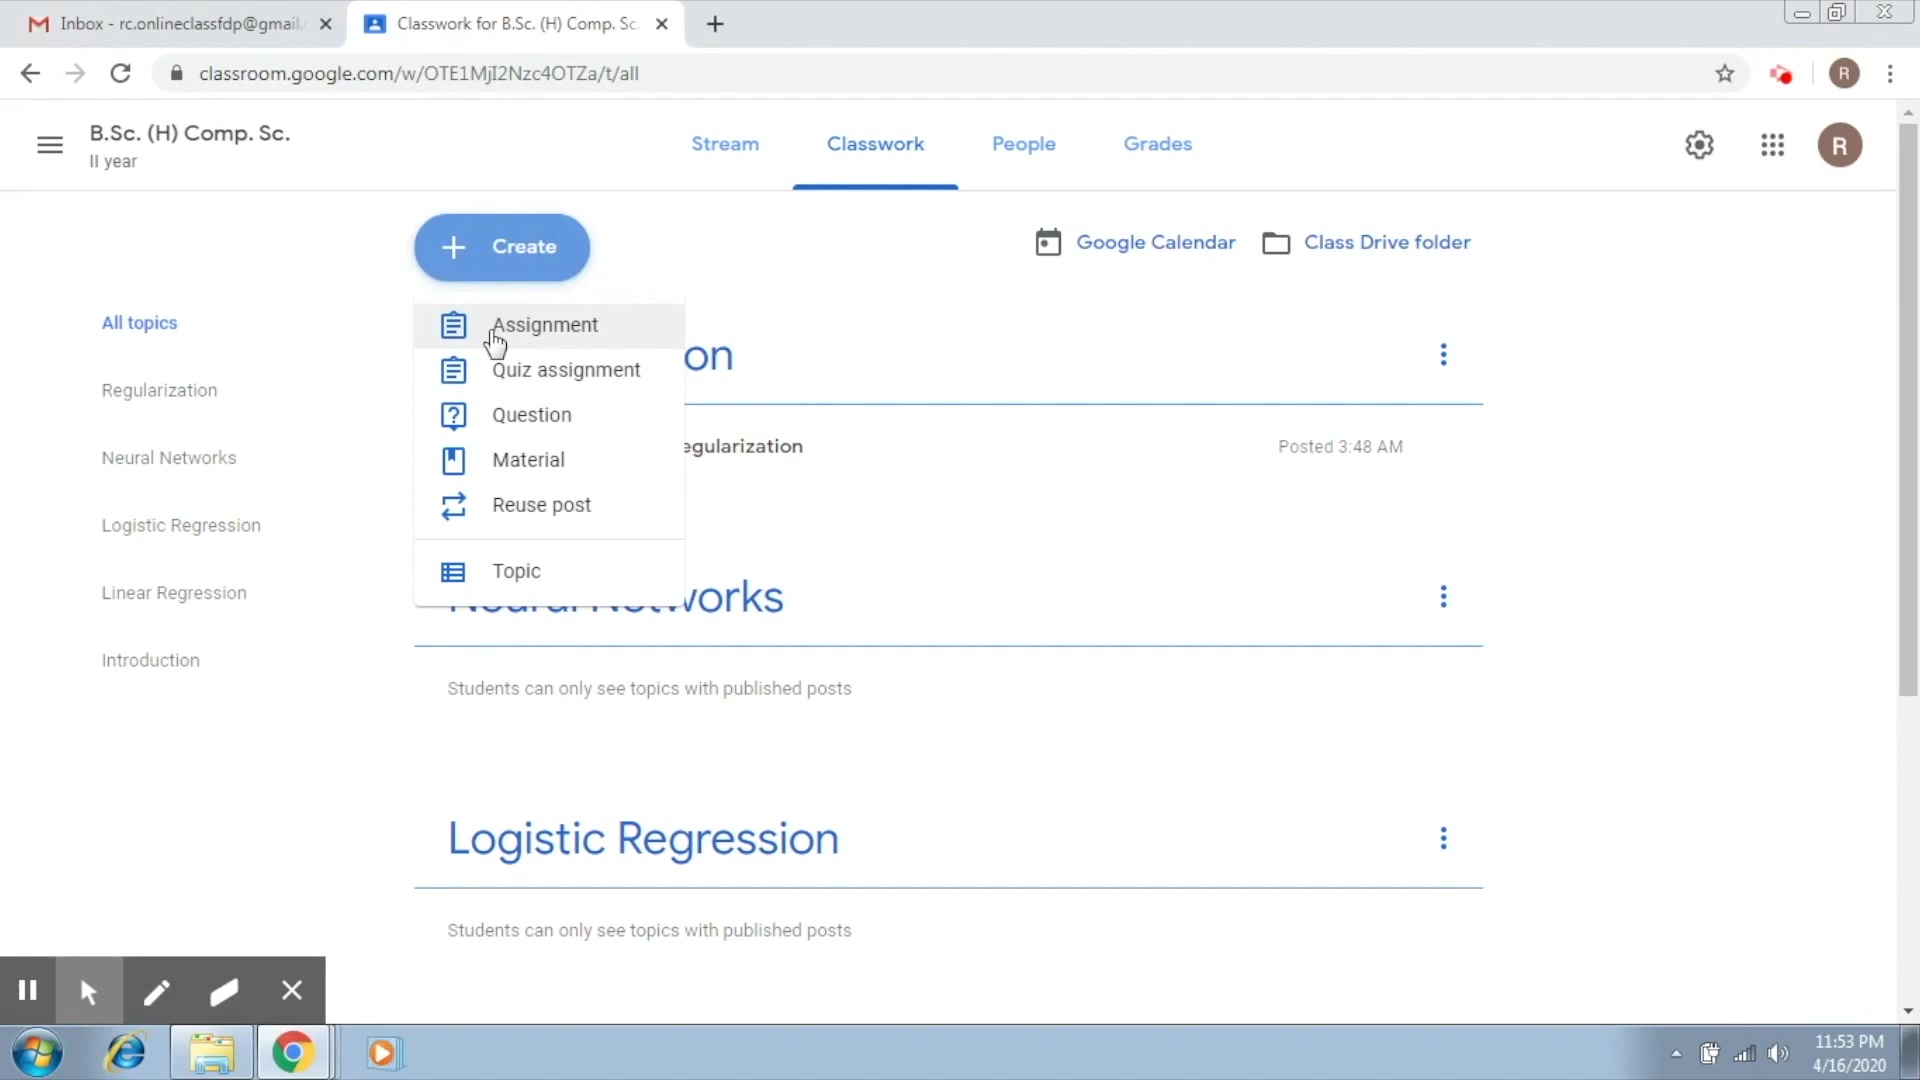 Inbox - rc.onlineclassfdp@gmail.
Classwork for B.Sc. (H) Comp. Sc.
classroom.google.com/w/OTE1MjI2Nzc4OTZa/t/all
R
B.Sc. (H) Comp. Sc.
II year
Stream
Classwork
People
Grades
R
Create
Google Calendar
Class Drive folder
All topics
Regularization
Neural Networks
Logistic Regression
Linear Regression
Introduction
Assignment
Quiz assignment
Question
Material
Reuse post
Topic
on
egularization
Posted 3:48 AM
Neural Networks
Students can only see topics with published posts
Logistic Regression
Students can only see topics with published posts
11:53 PM
4/16/2020